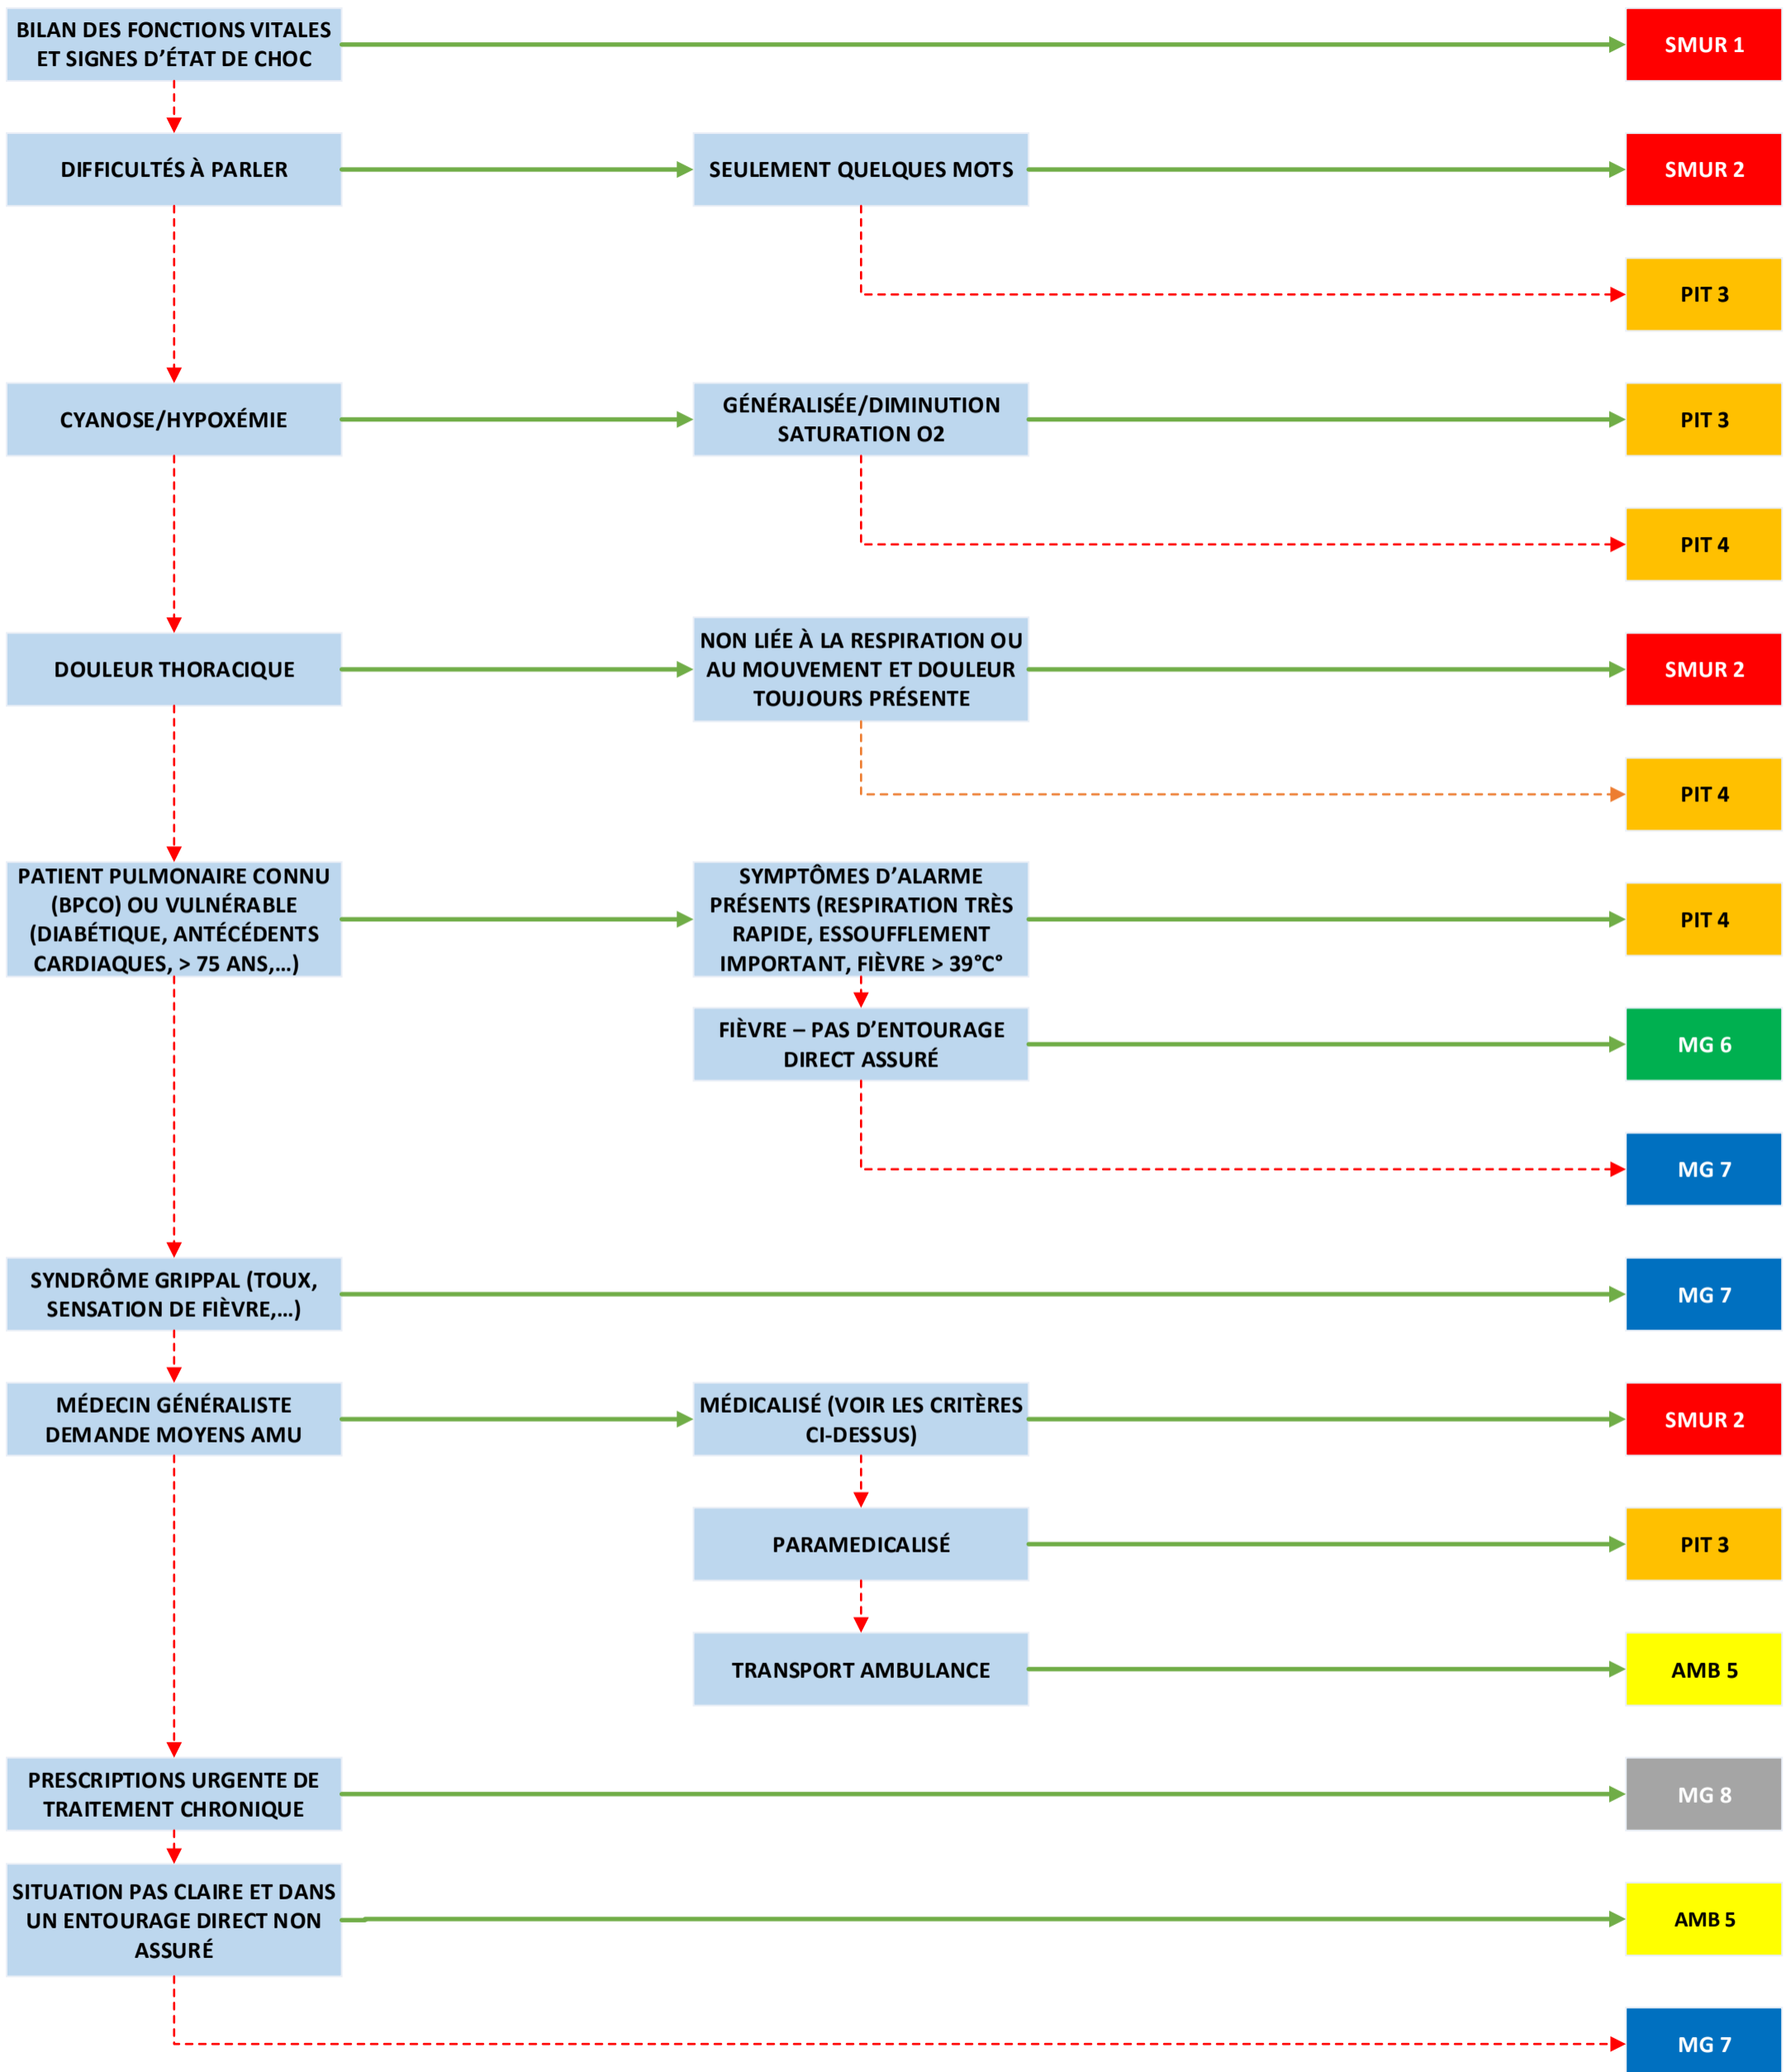 BILAN DES FONCTIONS VITALES
ET SIGNES D’ÉTAT DE CHOC
SMUR 1
DIFFICULTÉS À PARLER
SEULEMENT QUELQUES MOTS
SMUR 2
PIT 3
CYANOSE/HYPOXÉMIE
GÉNÉRALISÉE/DIMINUTION
SATURATION O2
PIT 3
PIT 4
DOULEUR THORACIQUE
NON LIÉE À LA RESPIRATION OU
AU MOUVEMENT ET DOULEUR
TOUJOURS PRÉSENTE
SMUR 2
PIT 4
PATIENT PULMONAIRE CONNU
(BPCO) OU VULNÉRABLE
(DIABÉTIQUE, ANTÉCÉDENTS
CARDIAQUES, > 75 ANS,...)
SYMPTÔMES D’ALARME
PRÉSENTS (RESPIRATION TRÈS
RAPIDE, ESSOUFFLEMENT
IMPORTANT, FIÈVRE > 39°C°
PIT 4
FIÈVRE – PAS D’ENTOURAGE
DIRECT ASSURÉ
MG 6
MG 7
SYNDRÔME GRIPPAL (TOUX,
SENSATION DE FIÈVRE,...)
MG 7
MÉDECIN GÉNÉRALISTE
DEMANDE MOYENS AMU
MÉDICALISÉ (VOIR LES CRITÈRES
CI-DESSUS)
SMUR 2
PARAMEDICALISÉ
PIT 3
TRANSPORT AMBULANCE
AMB 5
PRESCRIPTIONS URGENTE DE
TRAITEMENT CHRONIQUE
MG 8
SITUATION PAS CLAIRE ET DANS
UN ENTOURAGE DIRECT NON
ASSURÉ
AMB 5
MG 7